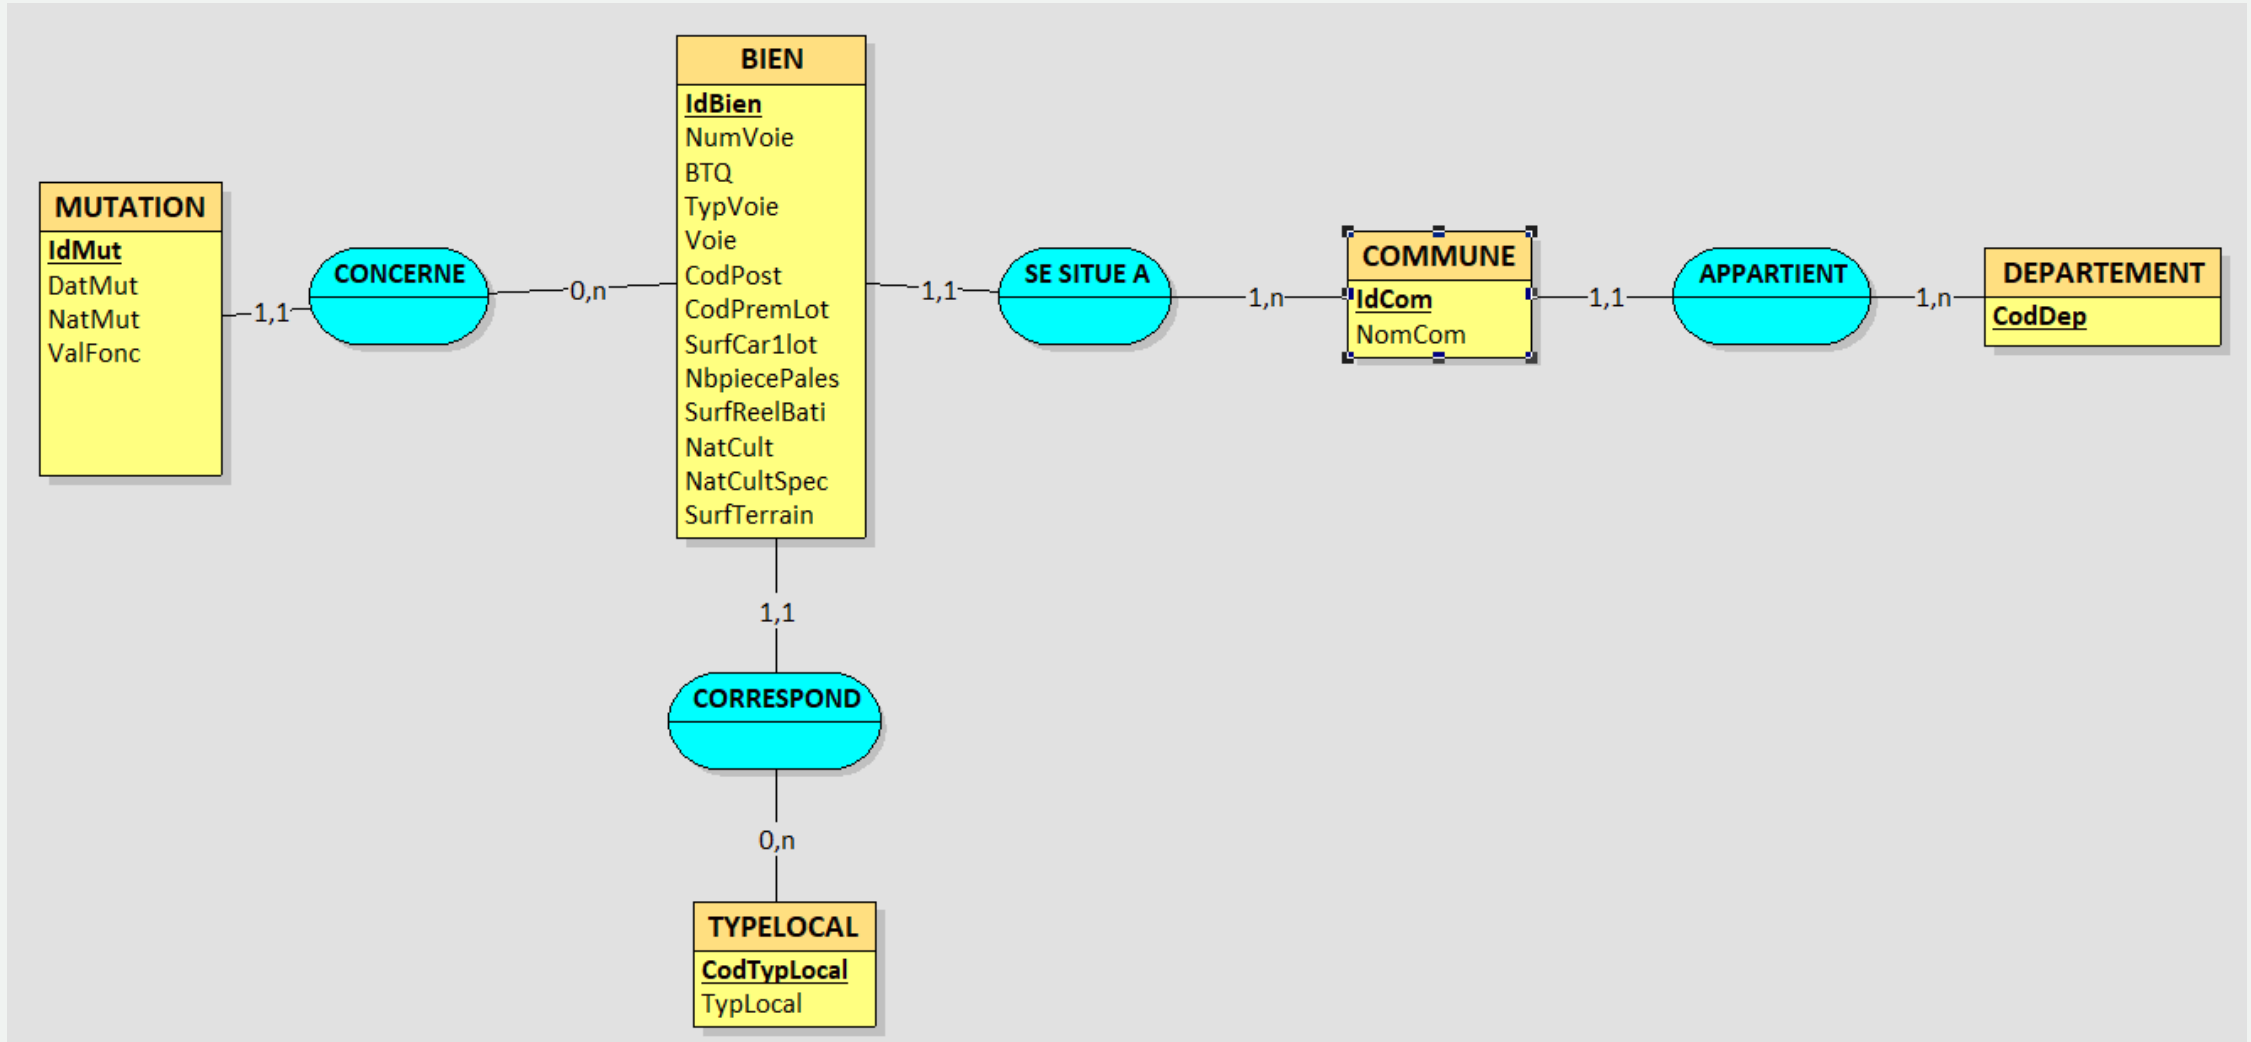 BIEN
IdBien
NumVoie
BTQ
TypVoie
Voie
CodPost
CodPremLot
SurfCar1lot
NbpiecePales
SurfReelBati
NatCult
NatCultSpec
SurfTerrain
MUTATION
IdMut
DatMut
NatMut
ValFonc
1,1
CONCERNE
0,n
1,1
SE SITUE A
1,n
COMMUNE
IdCom
NomCom
1,1
APPARTIENT
1,n
DEPARTEMENT
CodDep
1,1
CORRESPOND
0,n
TYPELOCAL
CodTypLocal
TypLocal